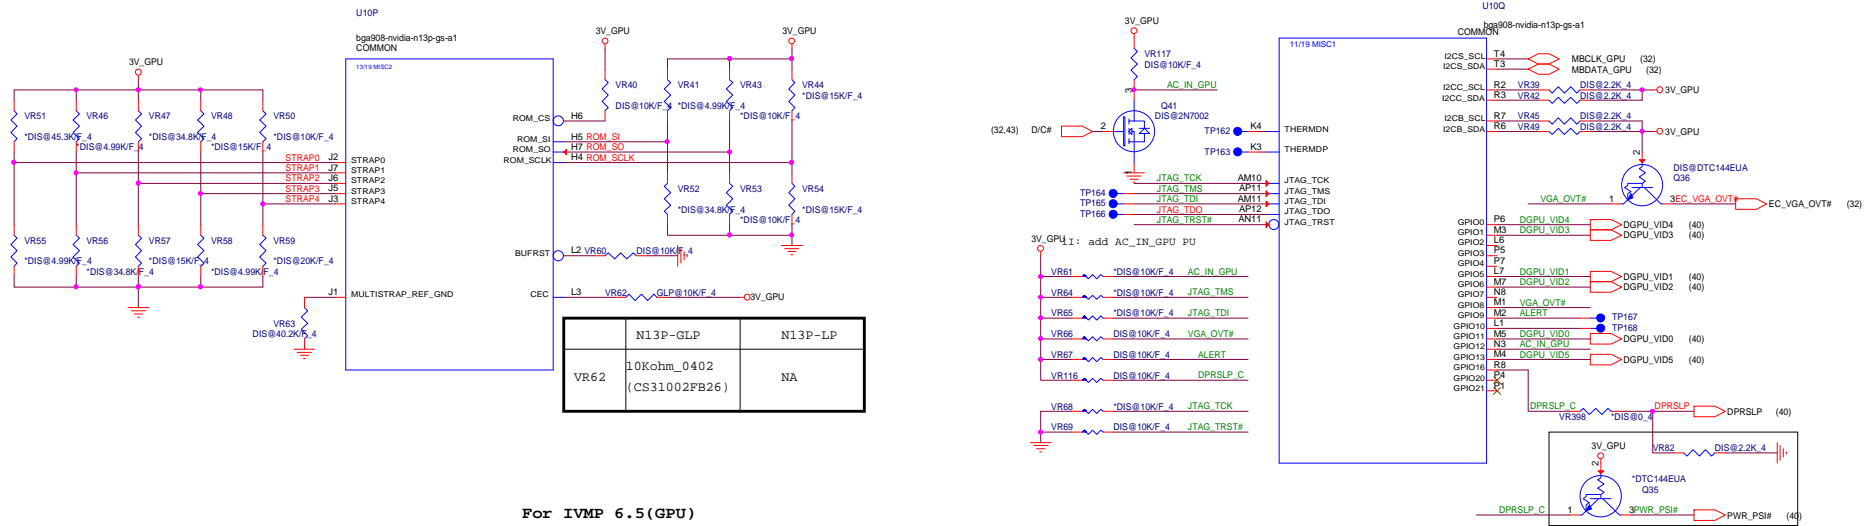 U10P
bga908-nvidia-n13p-gs-a1
COMMON
13/19 MISC2
3V_GPU
VR51
VR46
VR47
VR48
VR50
*DIS@45.3K/F_4
*DIS@4.99K/F_4
*DIS@34.8K/F_4
*DIS@15K/F_4
*DIS@10K/F_4
STRAP0 J2 STRAP0
STRAP1 J7 STRAP1
STRAP2 J6 STRAP2
STRAP3 J5 STRAP3
STRAP4 J3 STRAP4
VR55
VR56
VR57
VR58
VR59
*DIS@4.99K/F_4
*DIS@34.8K/F_4
*DIS@15K/F_4
*DIS@4.99K/F_4
*DIS@20K/F_4
J1 MULTISTRAP_REF_GND
VR63
DIS@40.2K/F_4
3V_GPU
3V_GPU
VR40
VR41
VR43
VR44
DIS@10K/F_4
*DIS@4.99K/F_4
*DIS@10K/F_4
*DIS@15K/F_4
ROM_CS H6
ROM_SI H5 ROM_SI
ROM_SO H7 ROM_SO
ROM_SCLK H4 ROM_SCLK
VR52
VR53
VR54
*DIS@34.8K/F_4
*DIS@10K/F_4
*DIS@15K/F_4
BUFRST L2 VR60 DIS@10K/F_4
CEC L3 VR62 GLP@10K/F_4 3V_GPU
N13P-GLP N13P-LP
VR62 10Kohm_0402 (CS31002FB26) NA
For IVMP 6.5(GPU)
3V_GPU
VR117
DIS@10K/F_4
AC_IN_GPU
3
Q41
DIS@2N7002
(32,43) D/C# 2
1
U10Q
bga908-nvidia-n13p-gs-a1
COMMON
11/19 MISC1
TP162 K4 THERMDN
TP163 K3 THERMDP
JTAG_TCK AM10 JTAG_TCK
TP164 JTAG_TMS AP11 JTAG_TMS
TP165 JTAG_TDI AM11 JTAG_TDI
TP166 JTAG_TDO AP12 JTAG_TDO
JTAG_TRST# AN11 JTAG_TRST
3V_GPU
1I: add AC_IN_GPU PU
VR61 *DIS@10K/F_4 AC_IN_GPU
VR64 *DIS@10K/F_4 JTAG_TMS
VR65 *DIS@10K/F_4 JTAG_TDI
VR66 DIS@10K/F_4 VGA_OVT#
VR67 DIS@10K/F_4 ALERT
VR116 *DIS@10K/F_4 DPRSLP_C
VR68 *DIS@10K/F_4 JTAG_TCK
VR69 DIS@10K/F_4 JTAG_TRST#
I2CS_SCL T4 MBCLK_GPU (32)
I2CS_SDA T3 MBDATA_GPU (32)
I2CC_SCL R2 VR39 DIS@2.2K_4 3V_GPU
I2CC_SDA R3 VR42 DIS@2.2K_4
I2CB_SCL R7 VR45 DIS@2.2K_4
I2CB_SDA R6 VR49 DIS@2.2K_4 3V_GPU
2
DIS@DTC144EUA
Q36
VGA_OVT# 1 3 EC_VGA_OVT# EC_VGA_OVT# (32)
GPIO0 P6 DGPU_VID4 DGPU_VID4 (40)
GPIO1 M3 DGPU_VID3 DGPU_VID3 (40)
GPIO2 L6
GPIO3 P5
GPIO4 P7
GPIO5 L7 DGPU_VID1 DGPU_VID1 (40)
GPIO6 M7 DGPU_VID2 DGPU_VID2 (40)
GPIO7 N8
GPIO8 M1 VGA_OVT#
GPIO9 M2 ALERT TP167
GPIO10 L1 TP168
GPIO11 M5 DGPU_VID0 DGPU_VID0 (40)
GPIO12 N3 AC_IN_GPU
GPIO13 M4 DGPU_VID5 DGPU_VID5 (40)
GPIO16 R8
GPIO20 P4
GPIO21 P1
DPRSLP_C DPRSLP DPRSLP (40)
VR398 *DIS@0_4
VR82 DIS@2.2K_4
3V_GPU
2
*DTC144EUA
Q35
DPRSLP_C 1 3 PWR_PSI# PWR_PSI# (40)